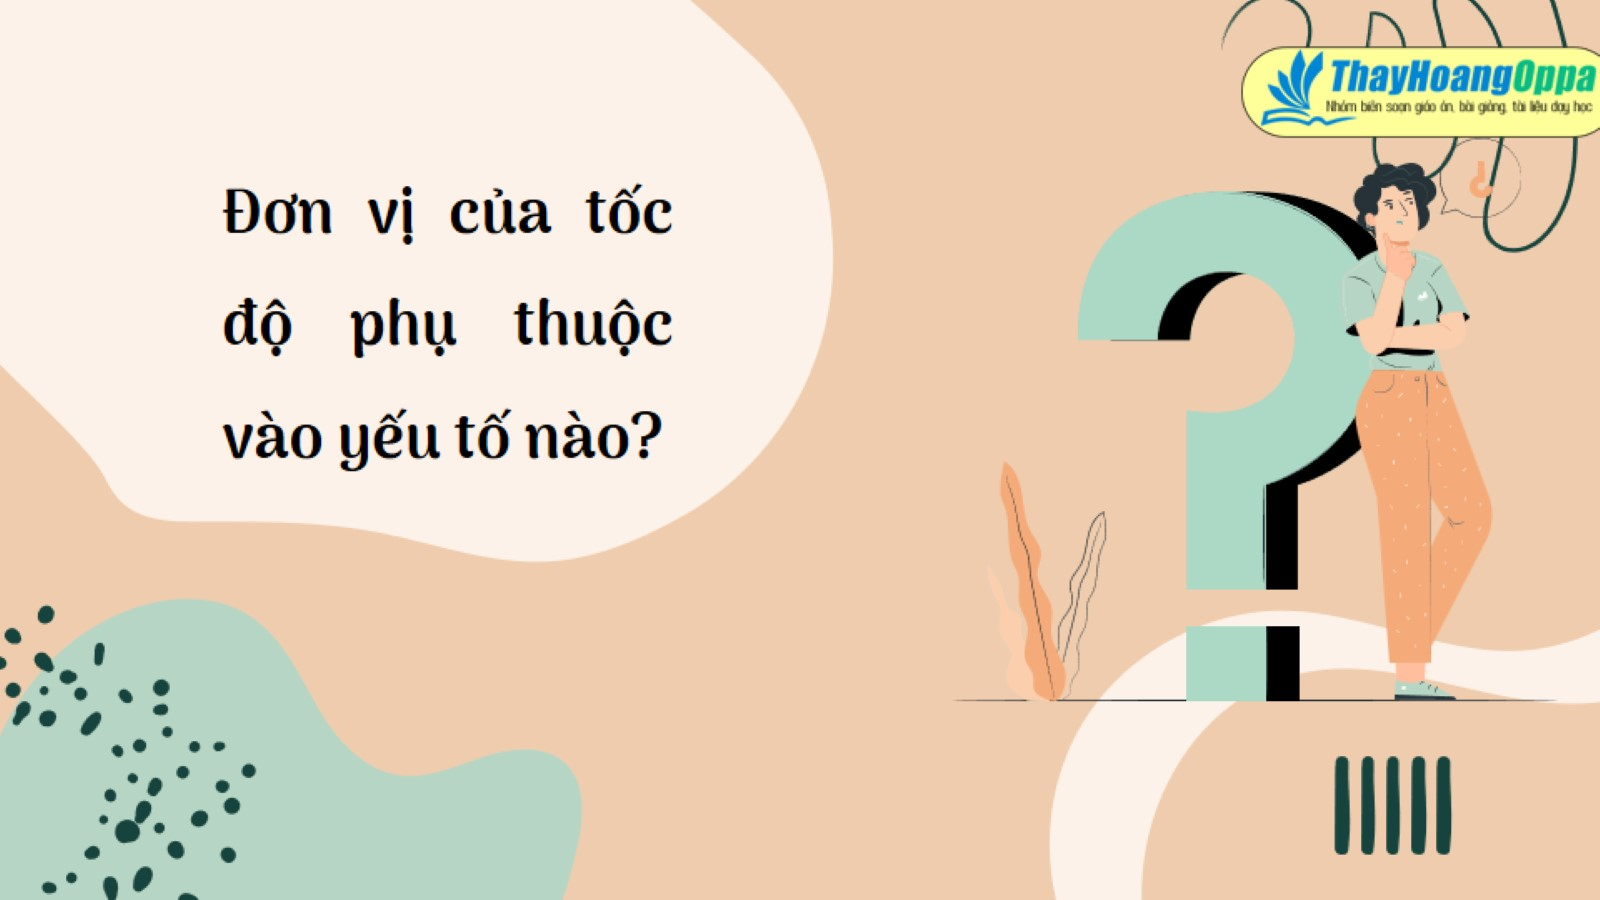 ThayHoangOppa
Nhóm biên soạn giáo án, bài giảng, tài liệu dạy học
Đơn vị của tốc
độ phụ thuộc
vào yếu tố nào?